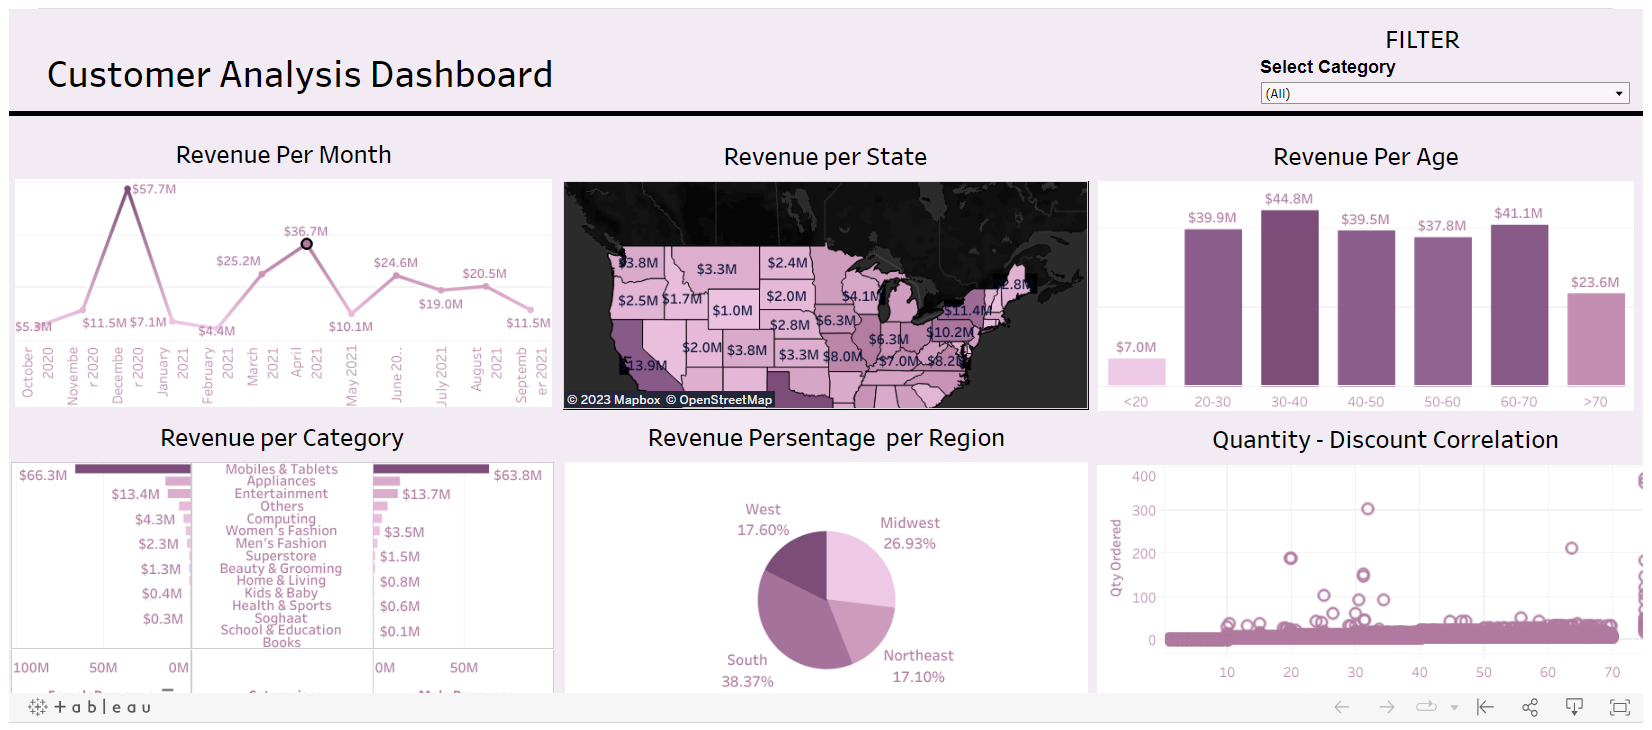 FILTER
Customer Analysis Dashboard
Select Category
(All)
Revenue Per Month
$57.7M
$36.7M
$25.2M
$24.6M
$20.5M
$19.0M
$5.3M
$11.5M
$7.1M
$4.4M
$10.1M
$11.5M
October 2020
Novembe
r 2020
Decembe
r 2020
January 2021
February 2021
March 2021
April 2021
May 2021
June 20..
July 2021
August 2021
Septemb
er 2021
Revenue per State
$3.8M
$3.3M
$2.4M
$2.5M
$1.7M
$2.0M
$4.1M
$1.0M
$11.4M
$2.8M
$6.3M
$10.2M
$6.3M
$2.0M
$3.8M
$3.3M
$8.0M
$7.0M
$8.2M
© 2023 Mapbox © OpenStreetMap
Revenue Per Age
$44.8M
$39.9M
$39.5M
$37.8M
$41.1M
$23.6M
$7.0M
<20
20-30
30-40
40-50
50-60
60-70
>70
Revenue per Category
$66.3M
Mobiles & Tablets
$63.8M
Appliances
$13.4M
Entertainment
$13.7M
Others
$4.3M
Computing
Women's Fashion
$3.5M
$2.3M
Men's Fashion
Superstore
$1.5M
$1.3M
Beauty & Grooming
Home & Living
$0.8M
$0.4M
Kids & Baby
Health & Sports
$0.6M
$0.3M
Soghaat
School & Education
$0.1M
Books
100M
50M
0M
0M
50M
Revenue Persentage per Region
West
17.60%
Midwest
26.93%
South
38.37%
Northeast
17.10%
Quantity - Discount Correlation
Qty Ordered
400
300
200
100
0
10
20
30
40
50
60
70
+ableau